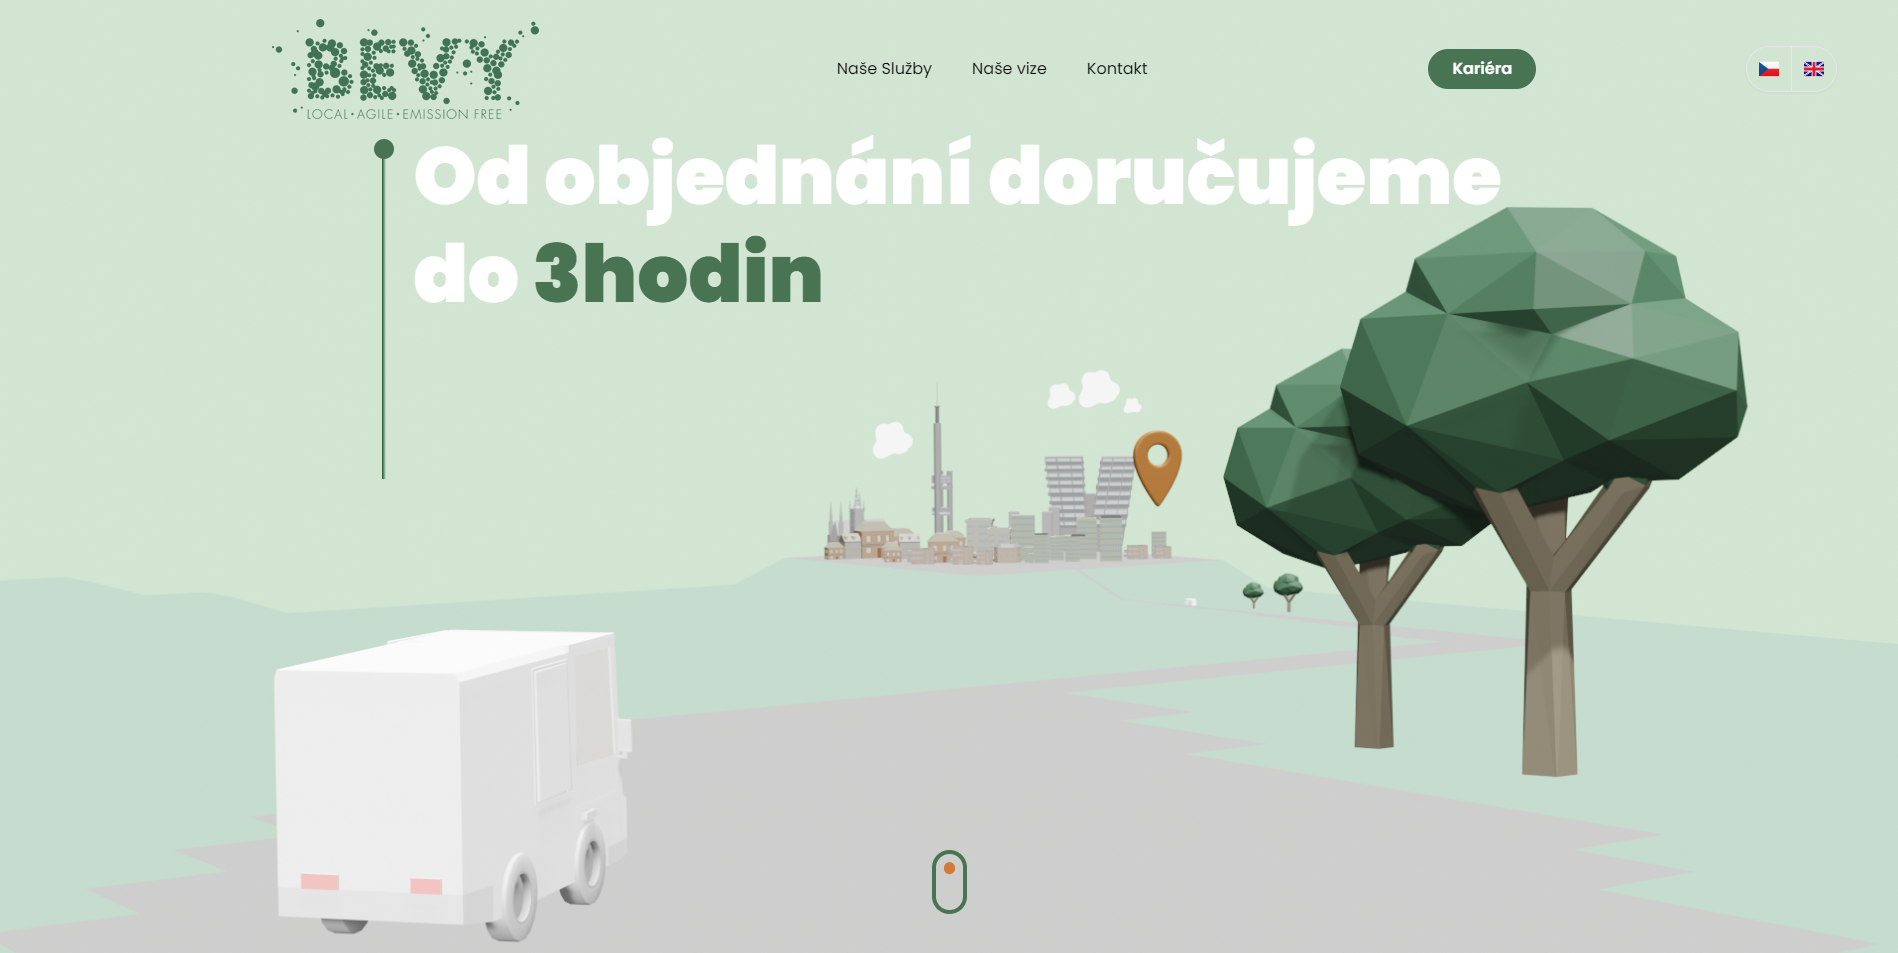 BEVY
LOCAL•AGILE•EMISSION FREE
Naše Služby
Naše vize
Kontakt
Kariéra
Od objednání doručujeme
do 3hodin